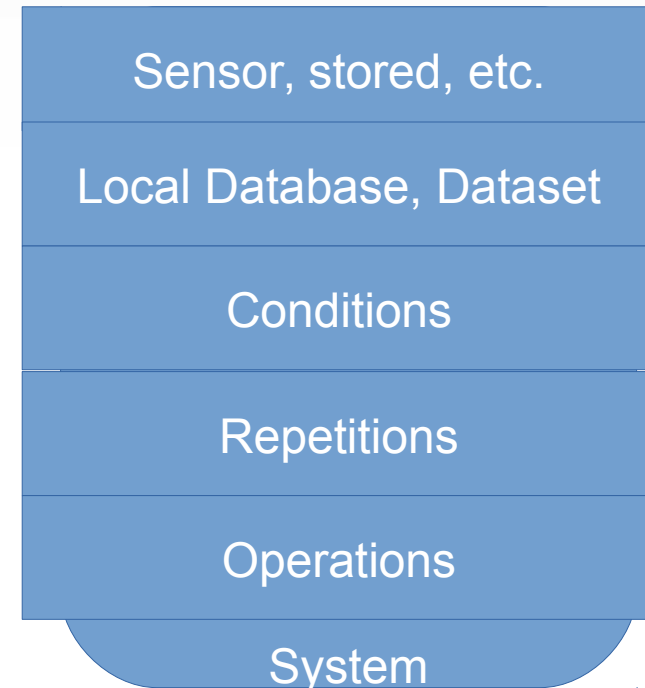 Sensor, stored, etc.
Local Database, Dataset
Conditions
Repetitions
Operations
System